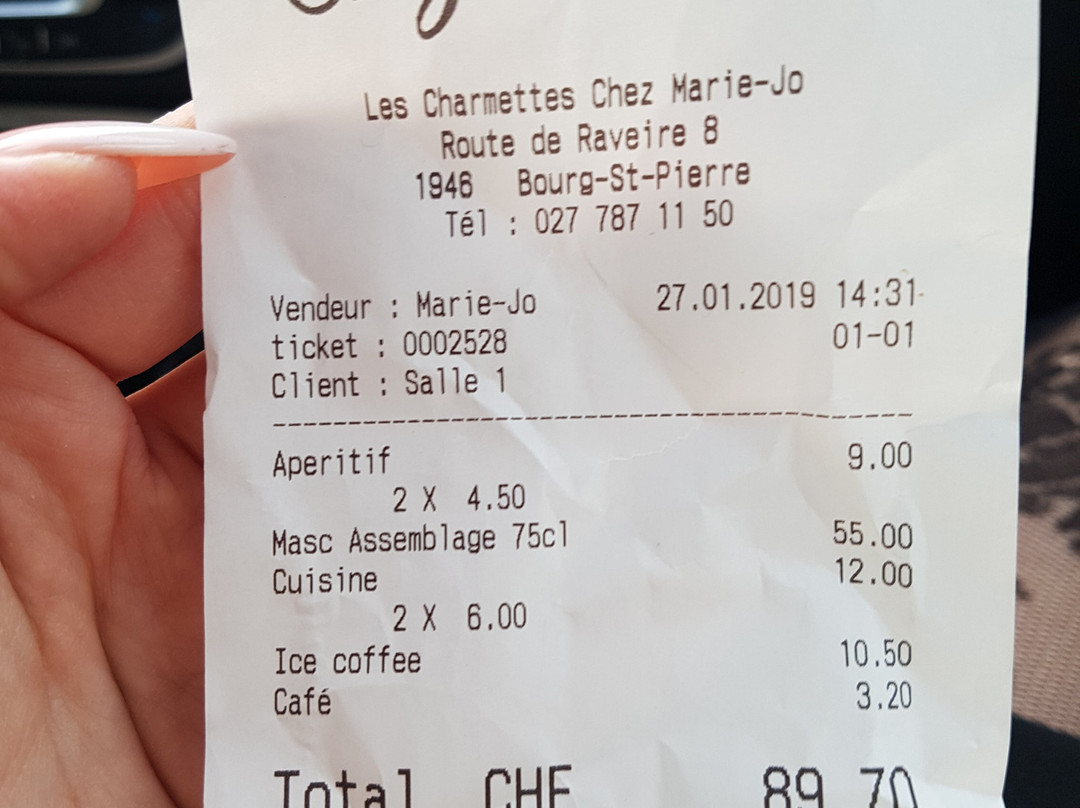 Les Charmettes Chez Marie-Jo
Route de Raveire 8
1946 Bourg-St-Pierre
Tél : 027 787 11 50
Vendeur : Marie-Jo 27.01.2019 14:31
ticket : 0002528 01-01
Client : Salle 1
Aperitif 9.00
2 X 4.50
Masc Assemblage 75cl 55.00
Cuisine 12.00
2 X 6.00
Ice coffee 10.50
Café 3.20
Total CHF 89.70